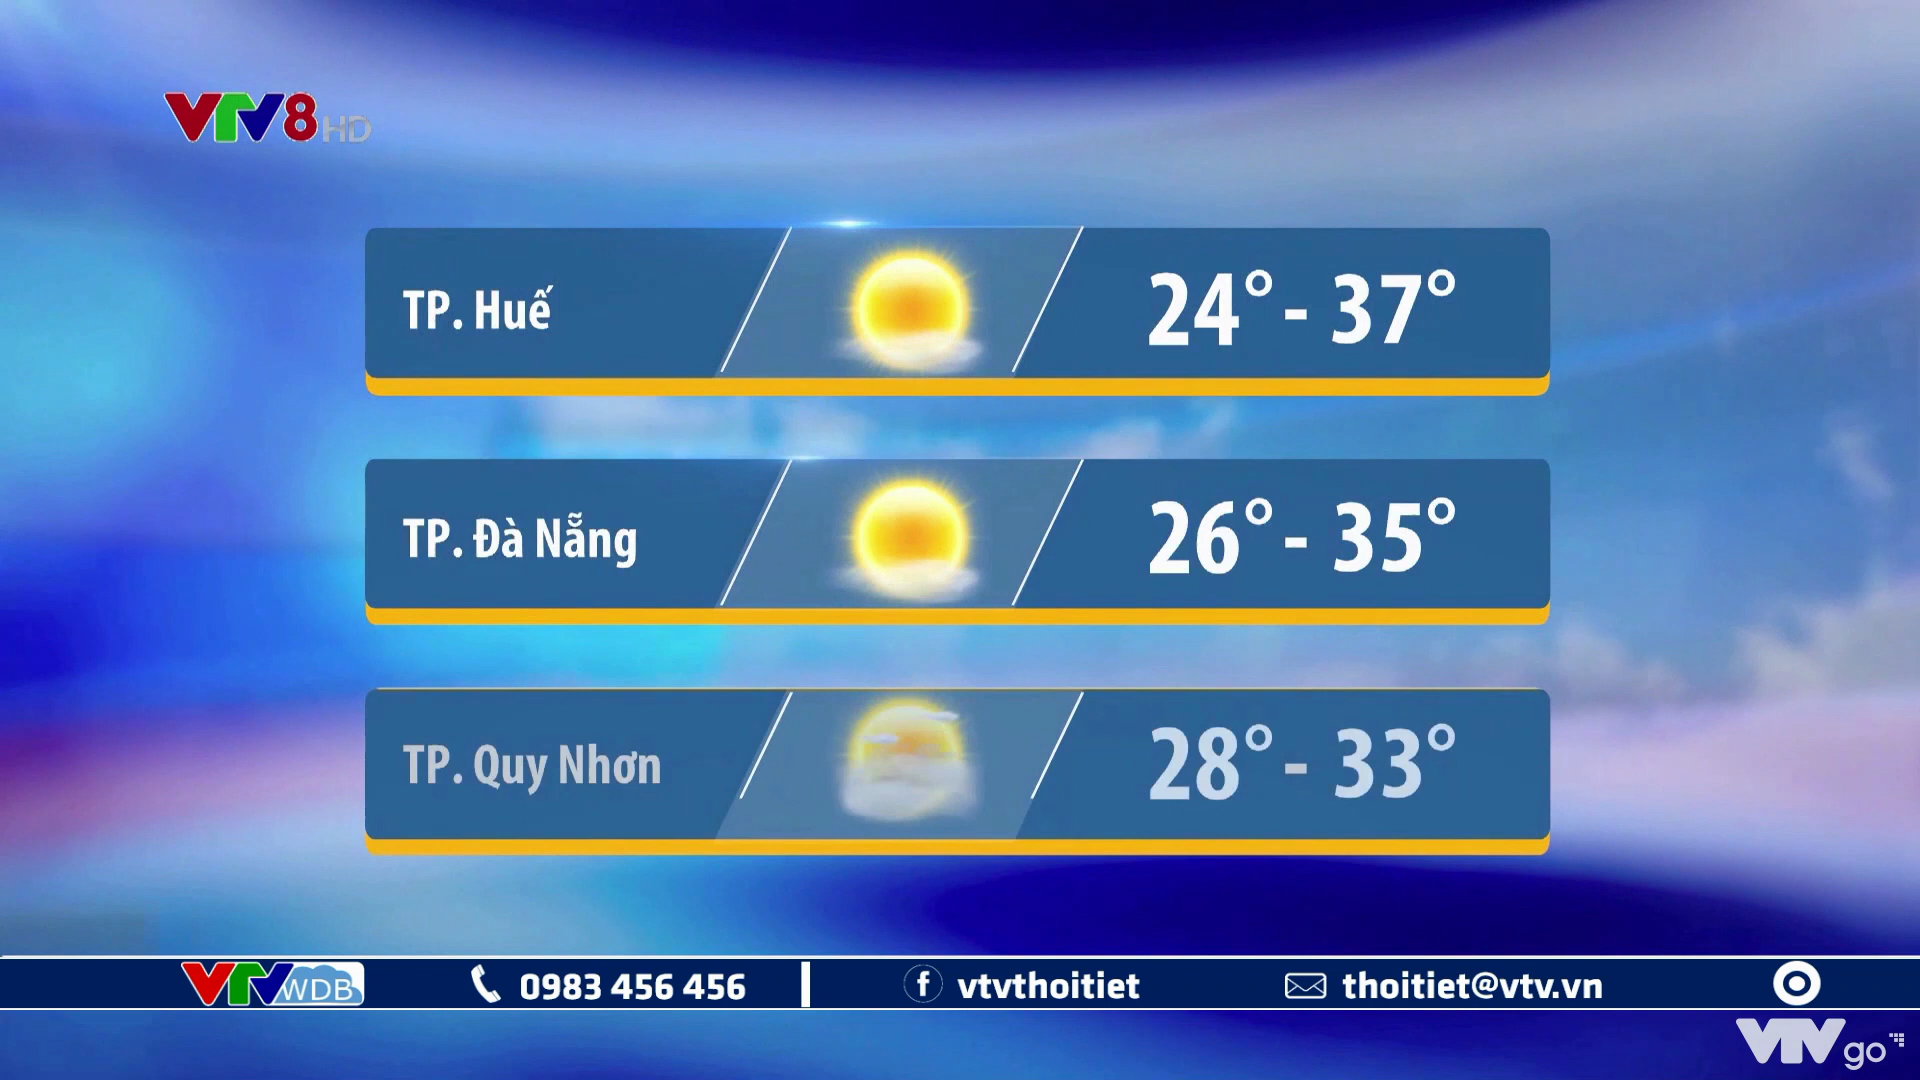 VTV8 HD
TP. Huế 24° - 37°
TP. Đà Nẵng 26° - 35°
TP. Quy Nhơn 28° - 33°
VTV WDB 0983 456 456 vtvthoitiet thoitiet@vtv.vn
VTV go